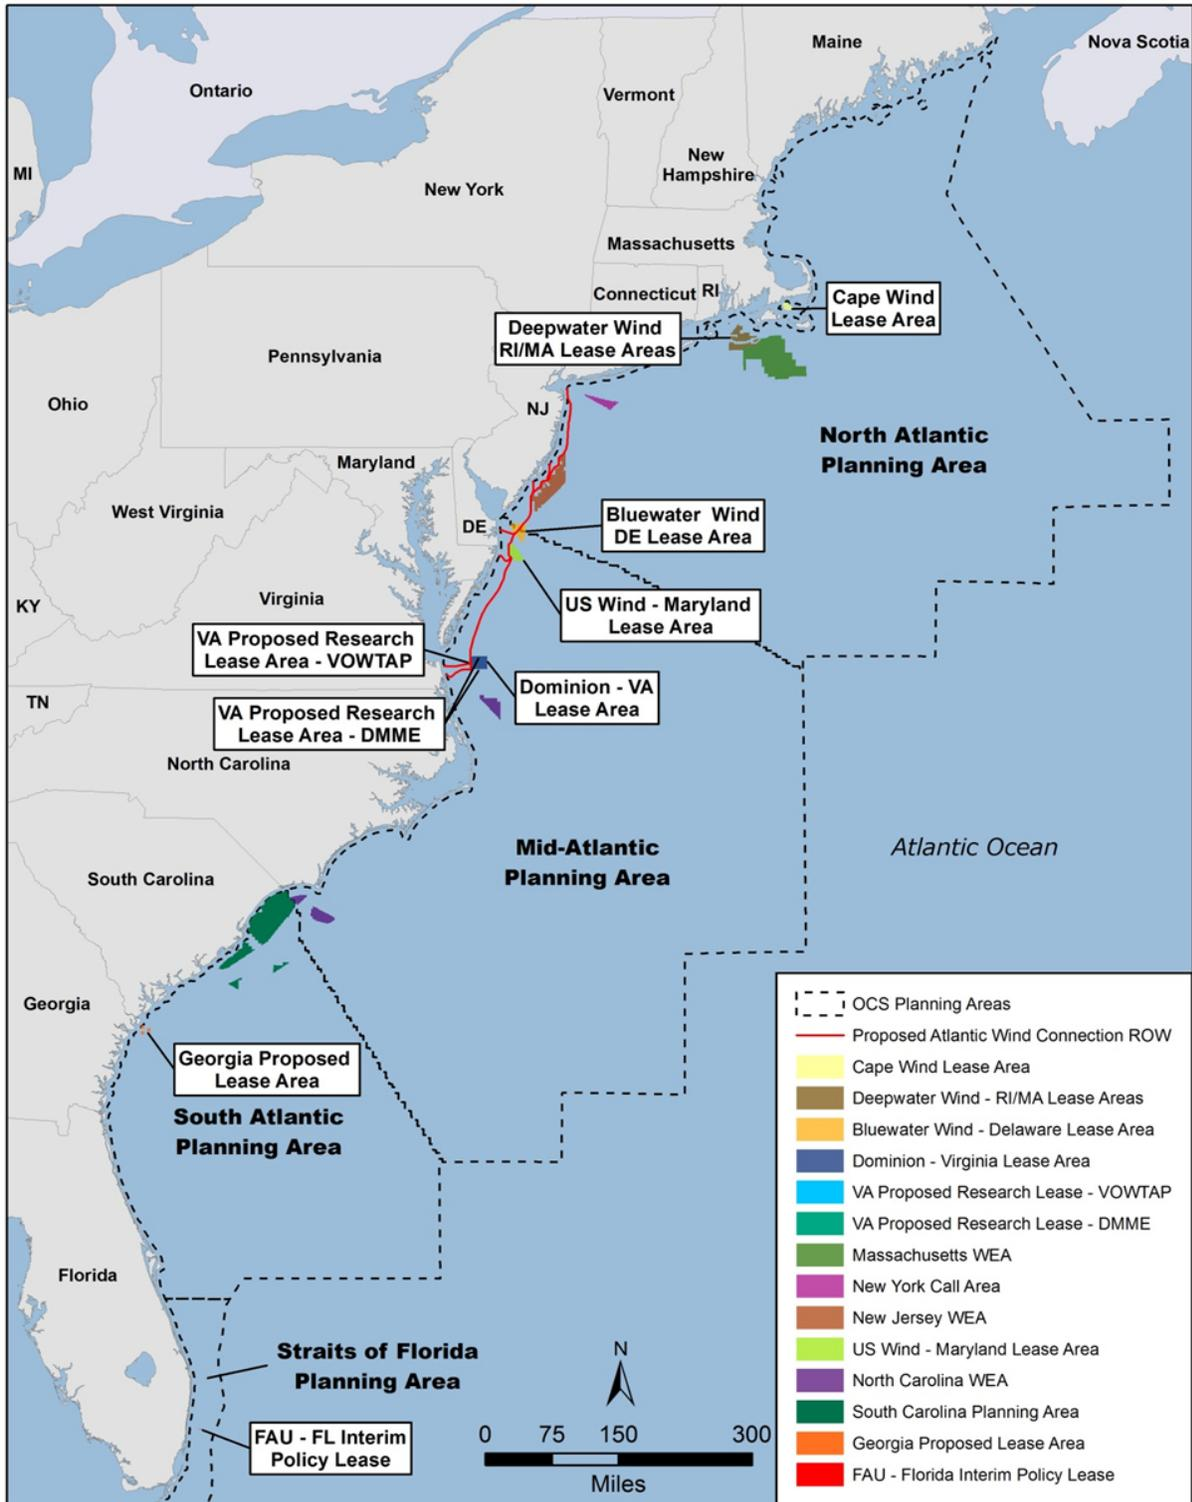 Maine
Nova Scotia
Ontario
Vermont
MI
New
Hampshire
New York
Massachusetts
Connecticut
RI
Cape Wind
Lease Area
Deepwater Wind
RI/MA Lease Areas
Pennsylvania
Ohio
NJ
North Atlantic
Planning Area
Maryland
West Virginia
DE
Bluewater Wind
DE Lease Area
KY
Virginia
US Wind - Maryland
Lease Area
VA Proposed Research
Lease Area - VOWTAP
TN
Dominion - VA
Lease Area
VA Proposed Research
Lease Area - DMME
North Carolina
Mid-Atlantic
Planning Area
Atlantic Ocean
South Carolina
Georgia
Georgia Proposed
Lease Area
South Atlantic
Planning Area
Florida
Straits of Florida
Planning Area
FAU - FL Interim
Policy Lease
N
0 75 150 300
Miles
OCS Planning Areas
Proposed Atlantic Wind Connection ROW
Cape Wind Lease Area
Deepwater Wind - RI/MA Lease Areas
Bluewater Wind - Delaware Lease Area
Dominion - Virginia Lease Area
VA Proposed Research Lease - VOWTAP
VA Proposed Research Lease - DMME
Massachusetts WEA
New York Call Area
New Jersey WEA
US Wind - Maryland Lease Area
North Carolina WEA
South Carolina Planning Area
Georgia Proposed Lease Area
FAU - Florida Interim Policy Lease